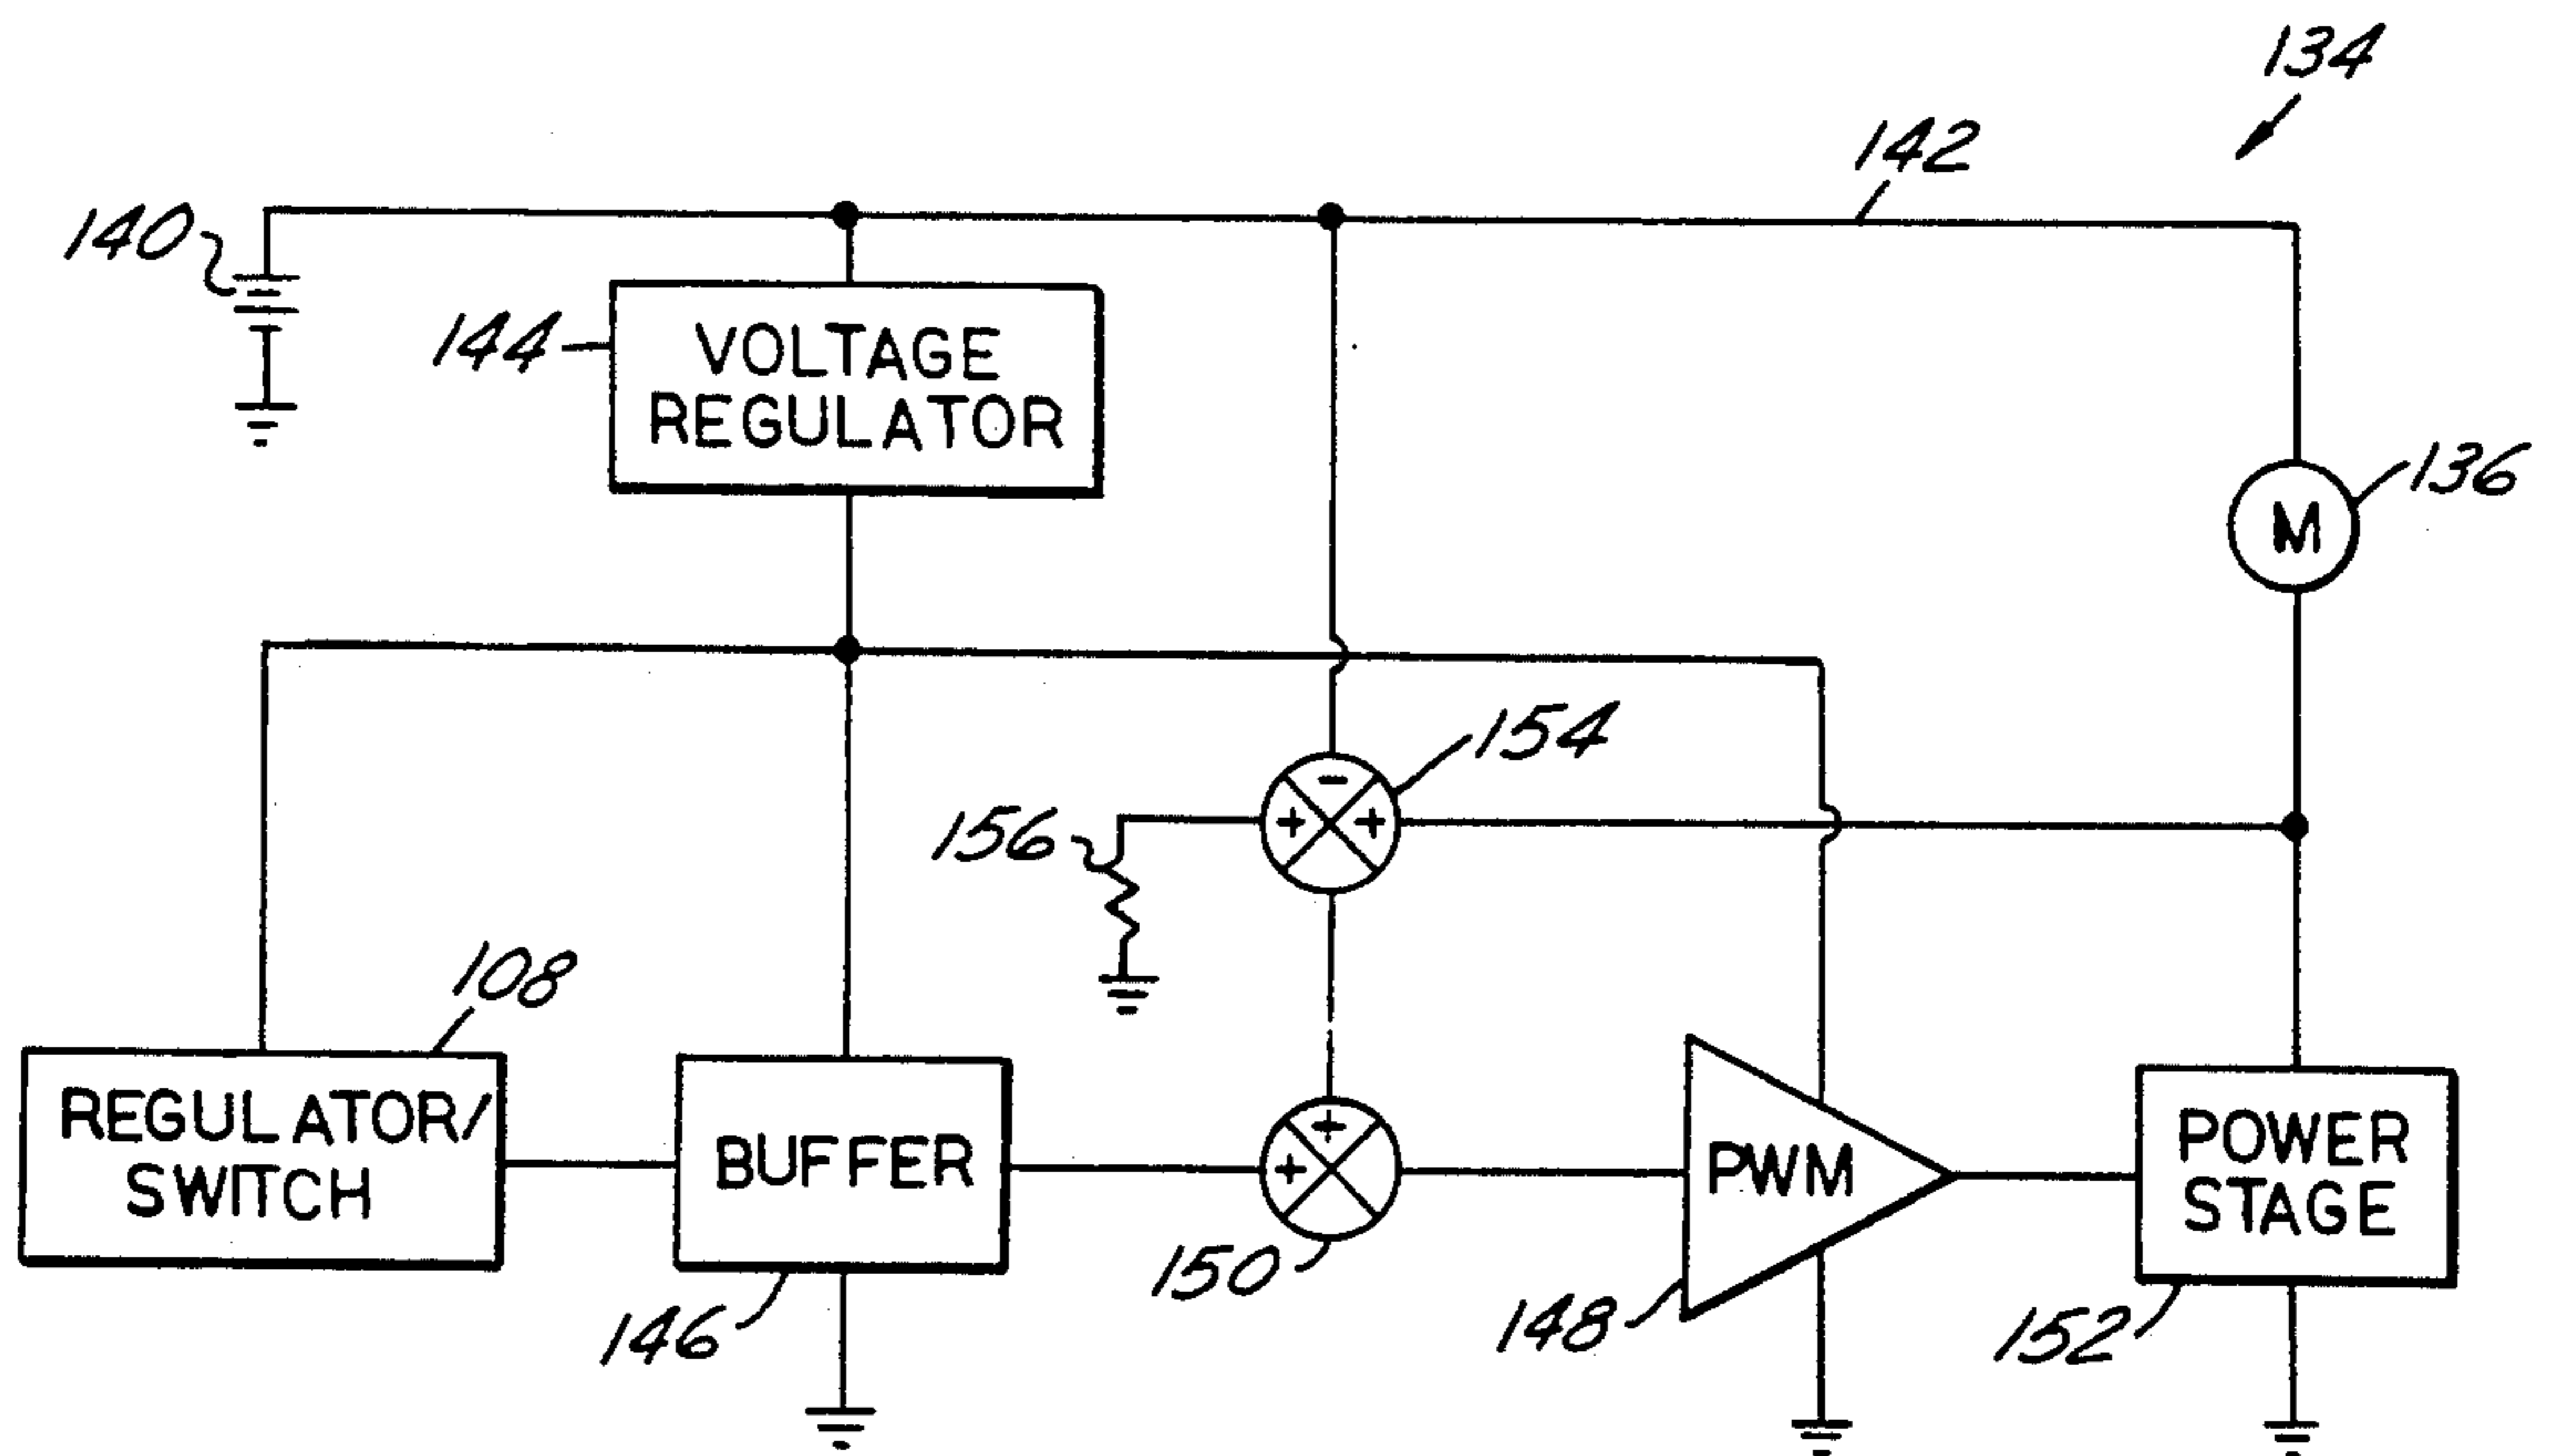 134
142
140
144
VOLTAGE
REGULATOR
136
M
154
-
+ +
156
108
REGULATOR/
SWITCH
BUFFER
+
+
PWM
POWER
STAGE
150
146
148
152